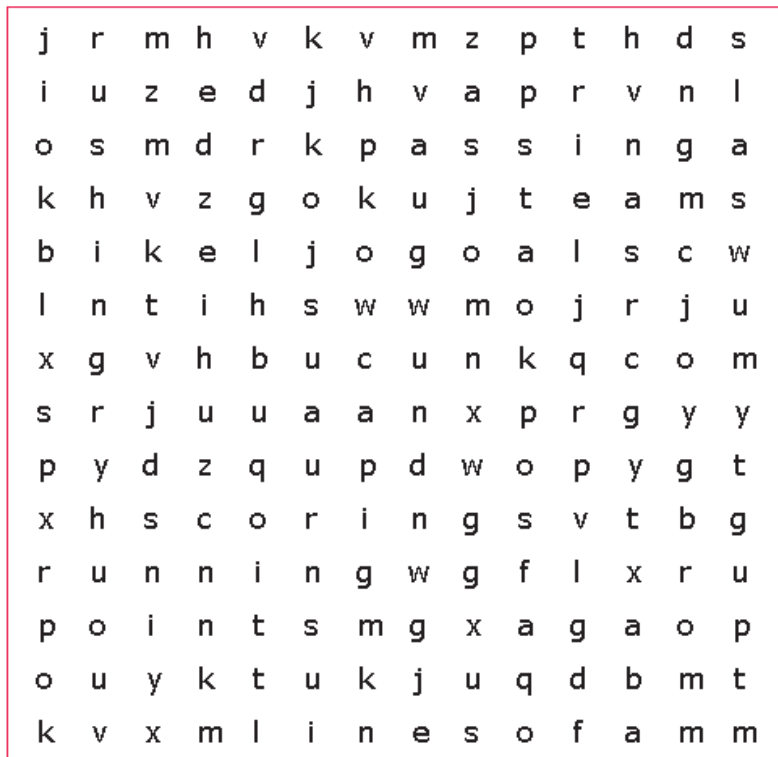 j r m h v k v m z p t h d s
i u z e d j h v a p r v n l
o s m d r k p a s s i n g a
k h v z g o k u j t e a m s
b i k e l j o g o a l s c w
l n t i h s w w m o j r j u
x g v h b u c u n k q c o m
s r j u u a a n x p r g y y
p y d z q u p d w o p y g t
x h s c o r i n g s v t b g
r u n n i n g w g f l x r u
p o i n t s m g x a g a o p
o u y k t u k j u q d b m t
k v x m l i n e s o f a m m